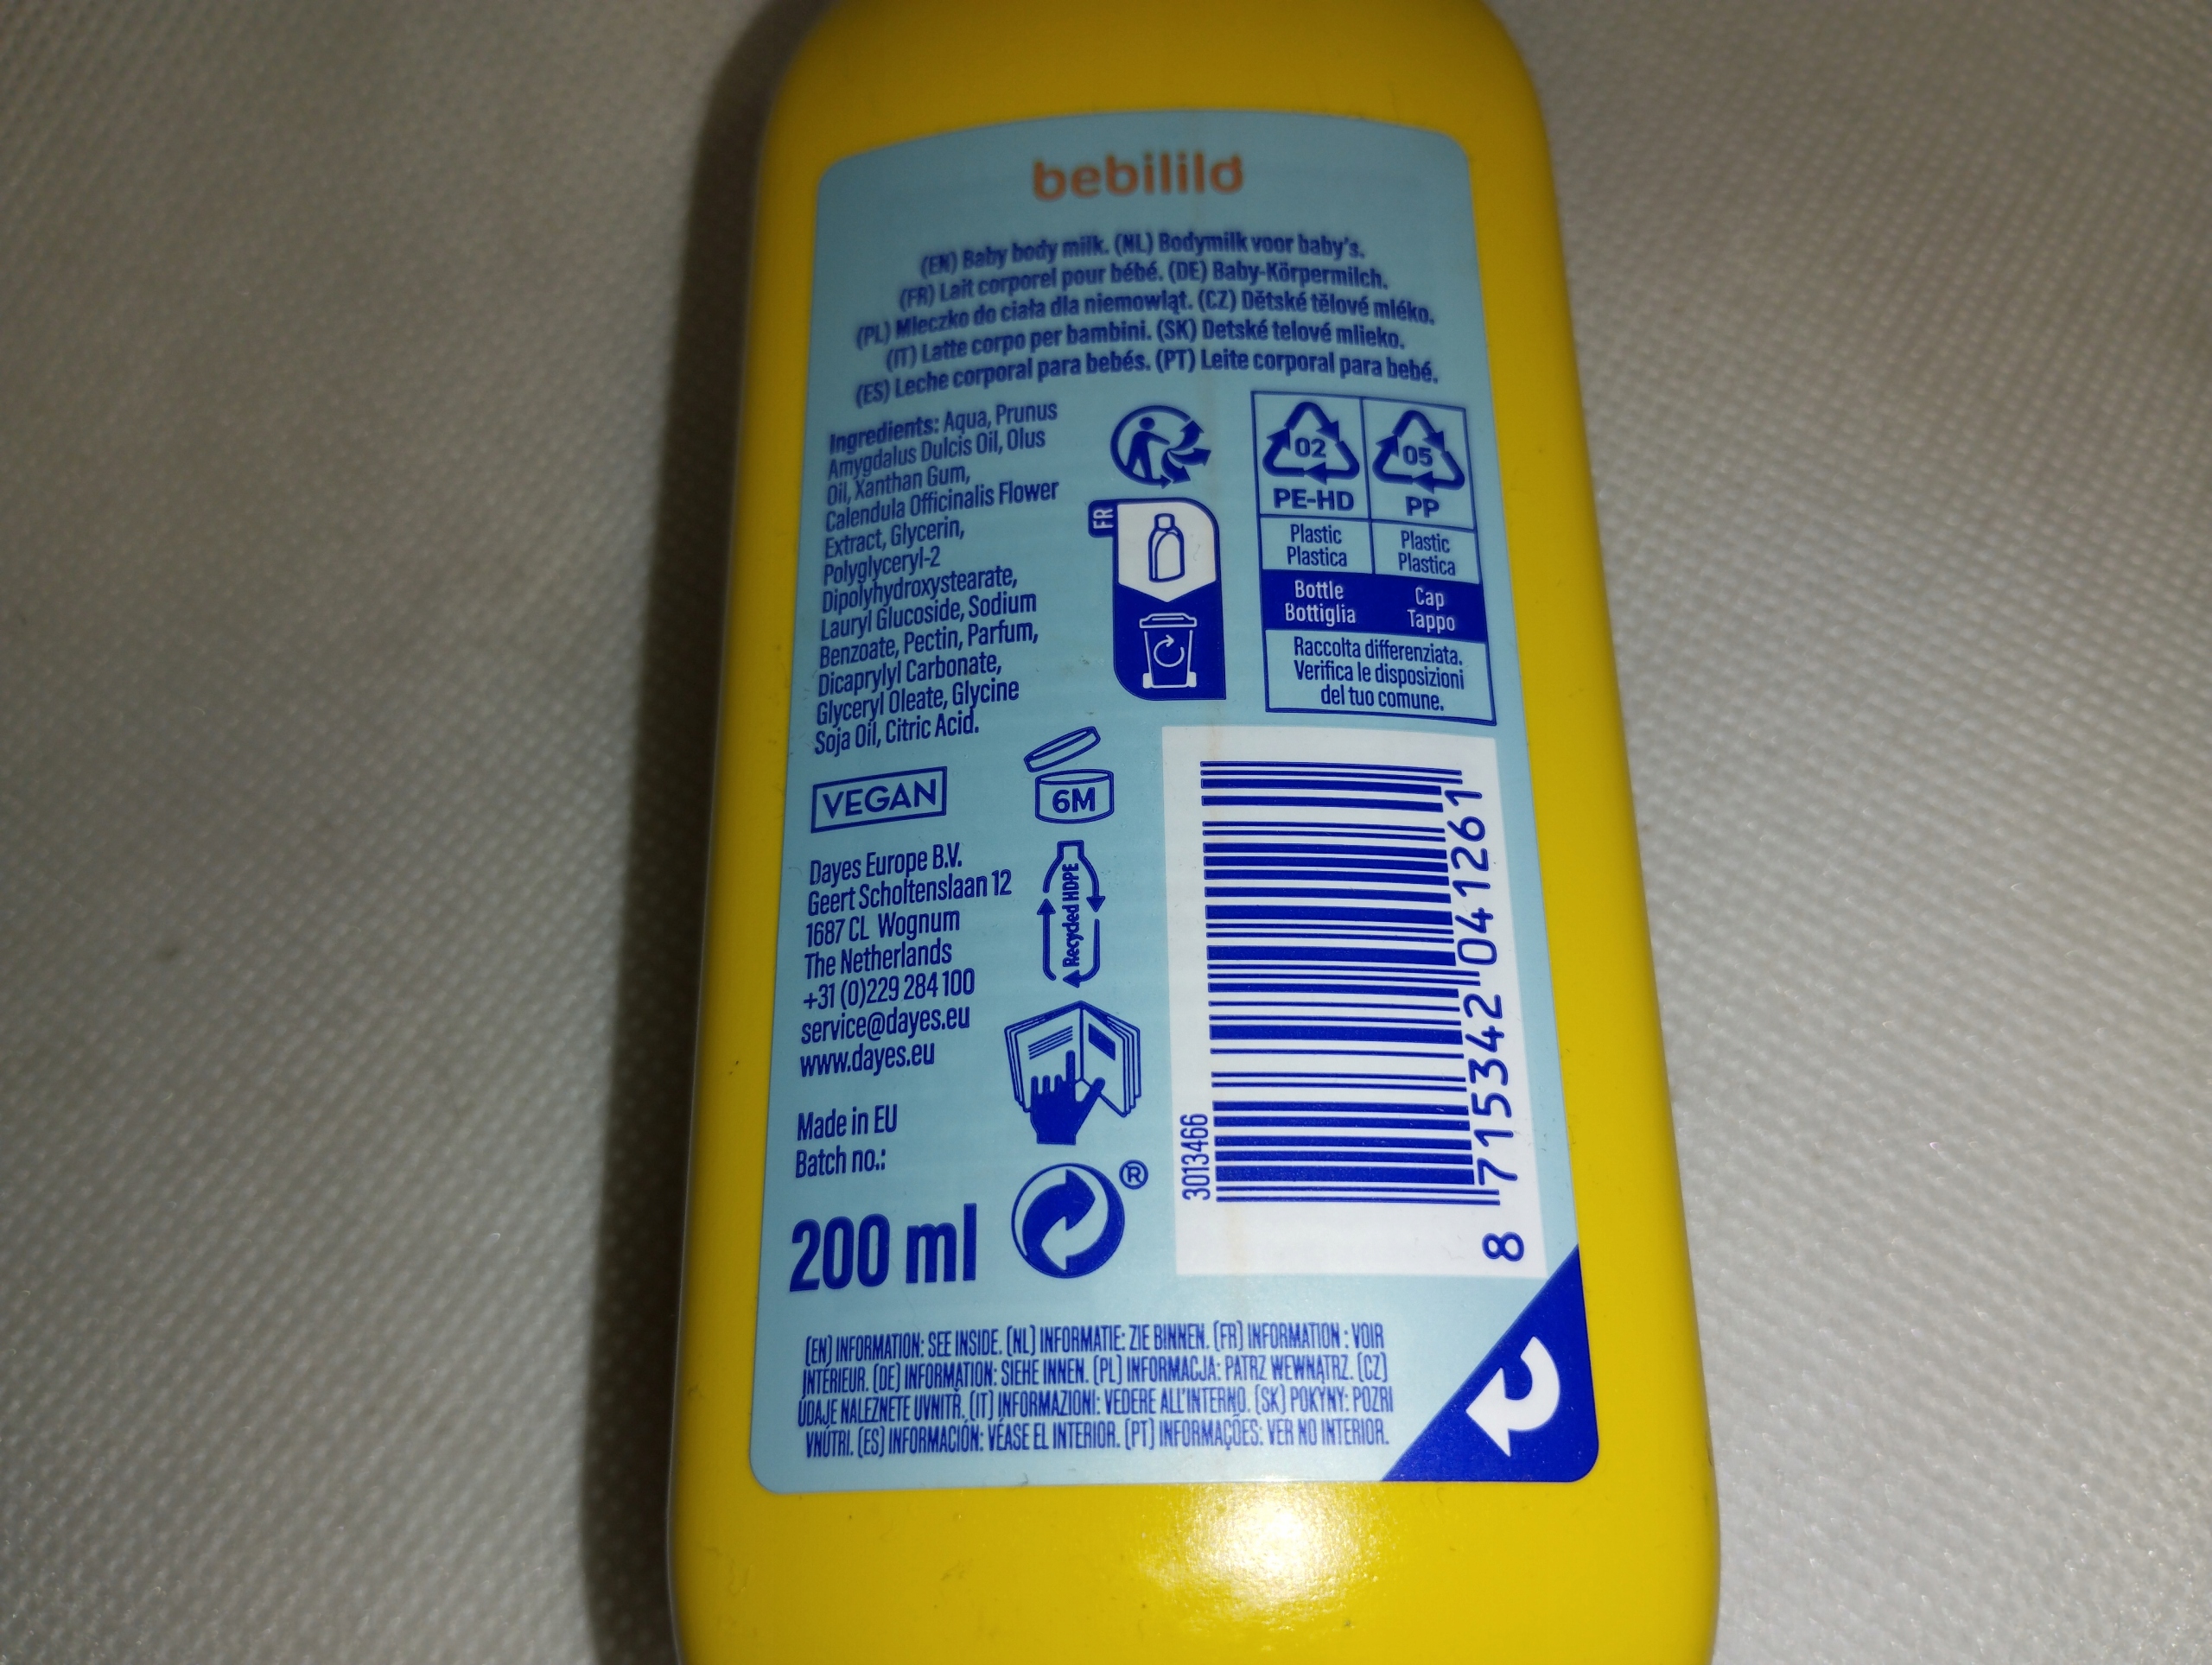 bebilild
(EN) Baby body milk. (NL) Bodymilk voor baby's.
(FR) Lait corporel pour bébé. (DE) Baby-Körpermilch.
(PL) Mleczko do ciała dla niemowląt. (CZ) Dětské tělové mléko.
(IT) Latte corpo per bambini. (SK) Detské telové mlieko.
(ES) Leche corporal para bebés. (PT) Leite corporal para bebé.
Ingredients: Aqua, Prunus
Amygdalus Dulcis Oil, Olus
Oil, Xanthan Gum,
Calendula Officinalis Flower
Extract, Glycerin,
Polyglyceryl-2
Dipolyhydroxystearate,
Lauryl Glucoside, Sodium
Benzoate, Pectin, Parfum,
Dicaprylyl Carbonate,
Glyceryl Oleate, Glycine
Soja Oil, Citric Acid.
FR
02
PE-HD
Plastic
Plastica
Bottle
Bottiglia
05
PP
Plastic
Plastica
Cap
Tappo
Raccolta differenziata.
Verifica le disposizioni
del tuo comune.
VEGAN
6M
Dayes Europe B.V.
Geert Scholtenslaan 12
1687 CL Wognum
The Netherlands
+31 (0)229 284 100
service@dayes.eu
www.dayes.eu
Recycled HDPE
Made in EU
Batch no.:
200 ml
®
3013466
8 715342 041261
(EN) INFORMATION: SEE INSIDE. (NL) INFORMATIE: ZIE BINNEN. (FR) INFORMATION : VOIR
INTÉRIEUR. (DE) INFORMATION: SIEHE INNEN. (PL) INFORMACJA: PATRZ WEWNĄTRZ. (CZ)
ÚDAJE NALEZNETE UVNITŘ. (IT) INFORMAZIONI: VEDERE ALL'INTERNO. (SK) POKYNY: POZRI
VNÚTRI. (ES) INFORMACIÓN: VÉASE EL INTERIOR. (PT) INFORMAÇÕES: VER NO INTERIOR.